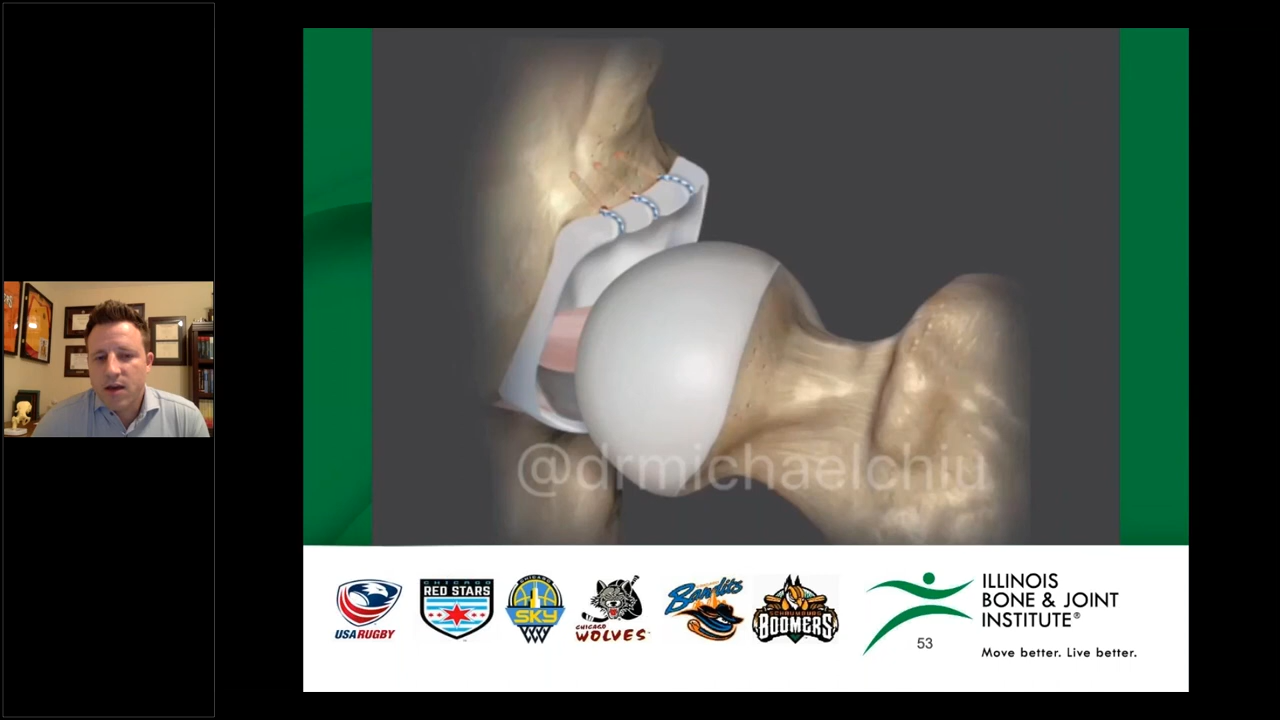 @drmichaelchiu
USA RUGBY
CHICAGO
RED STARS
SKY
CHICAGO
WOLVES
Bandits
SCHAUMBURG
BOOMERS
ILLINOIS
BONE & JOINT
INSTITUTE®
53
Move better. Live better.